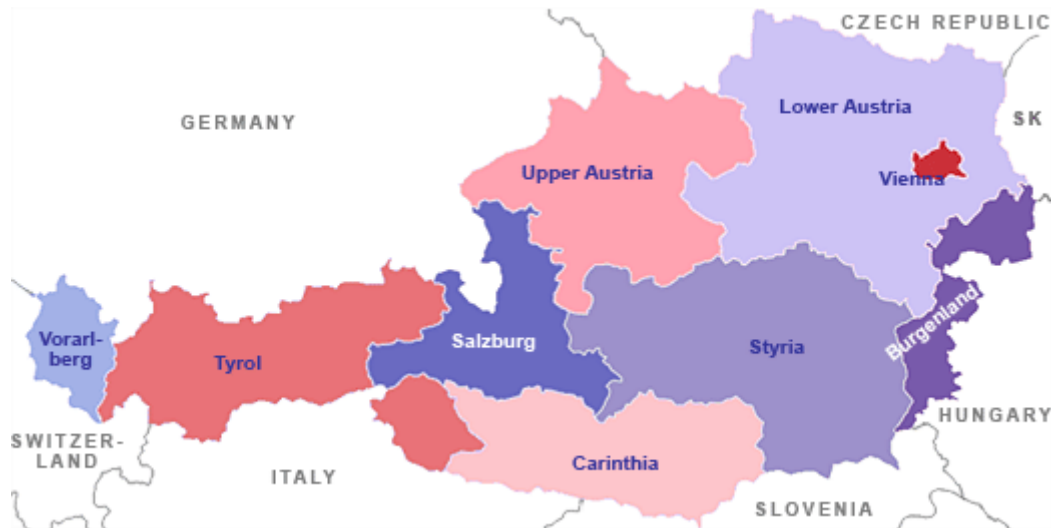 CZECH REPUBLIC
Lower Austria
GERMANY
SK
Upper Austria
Vienna
Burgenland
Vorarl-
berg
Tyrol
Salzburg
Styria
HUNGARY
SWITZER-
LAND
ITALY
Carinthia
SLOVENIA